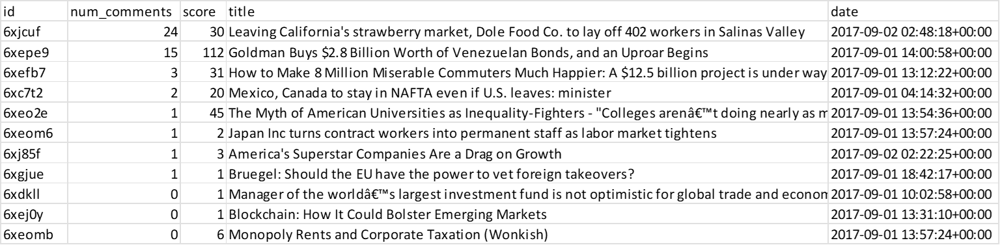 id num_comments score title date
6xjcuf 24 30 Leaving California's strawberry market, Dole Food Co. to lay off 402 workers in Salinas Valley 2017-09-02 02:48:18+00:00
6xepe9 15 112 Goldman Buys $2.8 Billion Worth of Venezuelan Bonds, and an Uproar Begins 2017-09-01 14:00:58+00:00
6xefb7 3 31 How to Make 8 Million Miserable Commuters Much Happier: A $12.5 billion project is under way 2017-09-01 13:12:22+00:00
6xc7t2 2 20 Mexico, Canada to stay in NAFTA even if U.S. leaves: minister 2017-09-01 04:14:32+00:00
6xeo2e 1 45 The Myth of American Universities as Inequality-Fighters - "Colleges arenâ€™t doing nearly as m 2017-09-01 13:54:36+00:00
6xeom6 1 2 Japan Inc turns contract workers into permanent staff as labor market tightens 2017-09-01 13:57:24+00:00
6xj85f 1 3 America's Superstar Companies Are a Drag on Growth 2017-09-02 02:22:25+00:00
6xgjue 1 1 Bruegel: Should the EU have the power to vet foreign takeovers? 2017-09-01 18:42:17+00:00
6xdkll 0 1 Manager of the worldâ€™s largest investment fund is not optimistic for global trade and econom 2017-09-01 10:02:58+00:00
6xej0y 0 1 Blockchain: How It Could Bolster Emerging Markets 2017-09-01 13:31:10+00:00
6xeomb 0 6 Monopoly Rents and Corporate Taxation (Wonkish) 2017-09-01 13:57:24+00:00